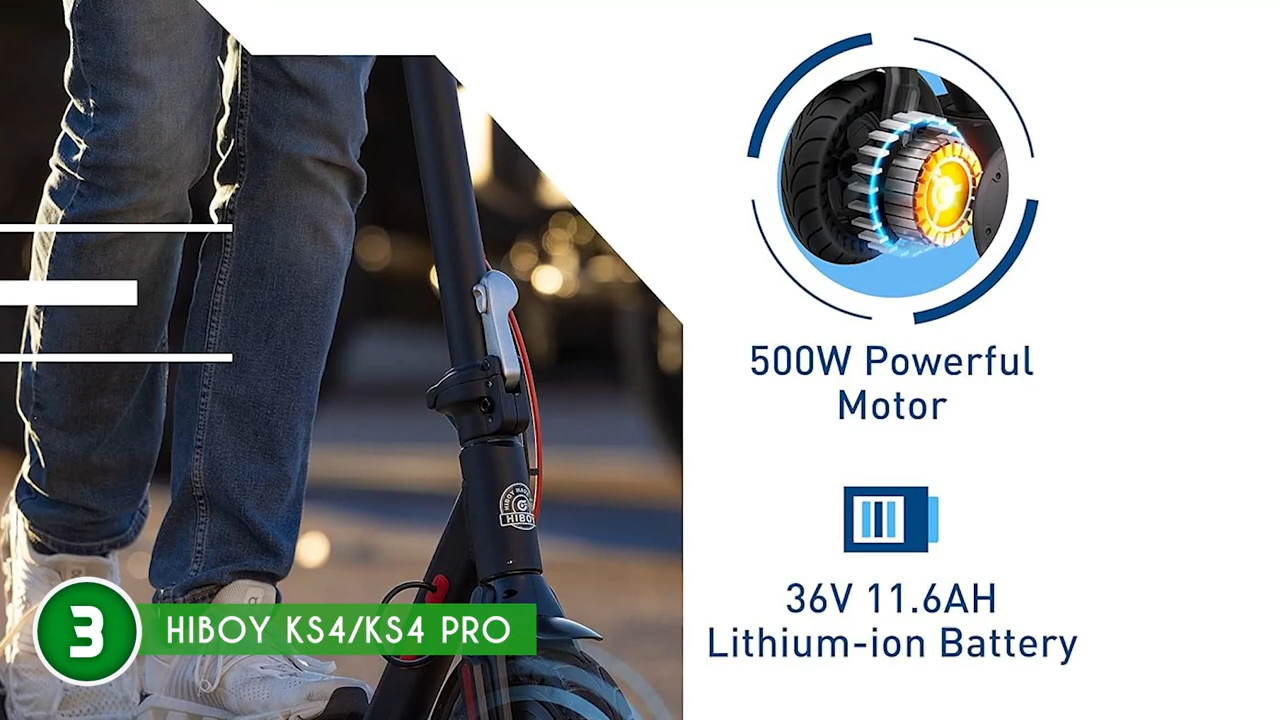 500W Powerful
Motor
HIBOY
36V 11.6AH
Lithium-ion Battery
3 HIBOY KS4/KS4 PRO